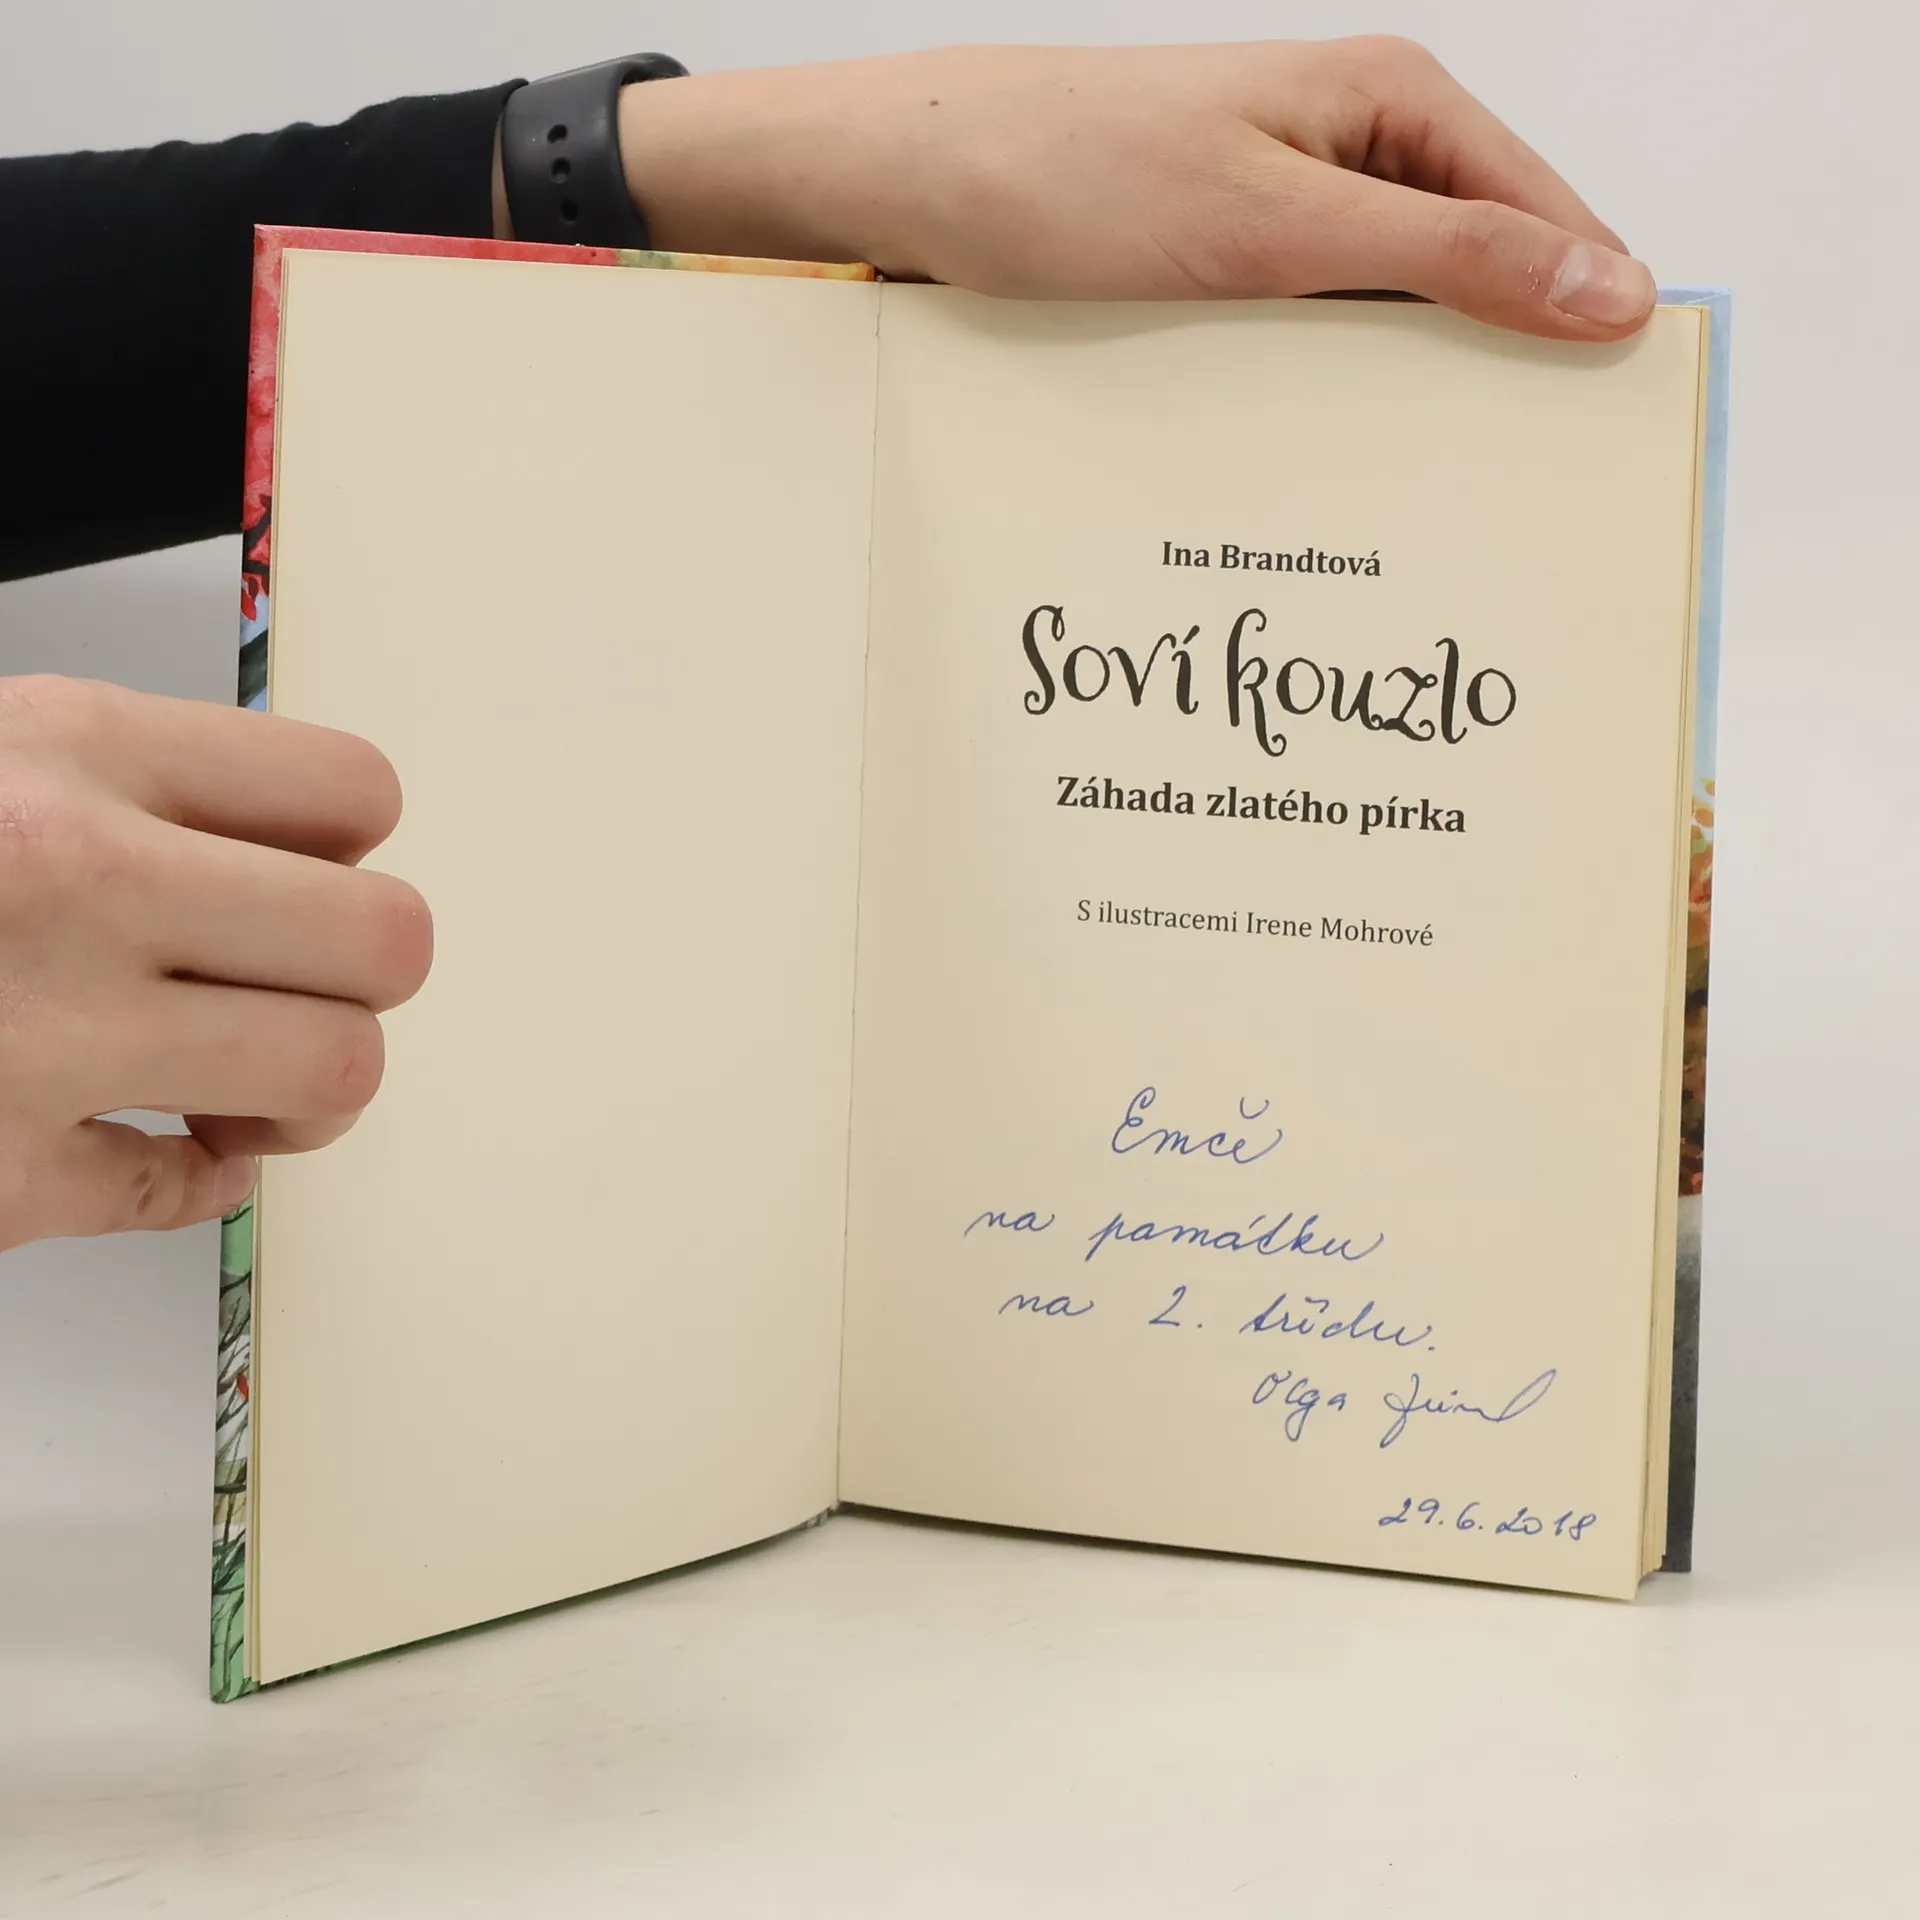 Ina Brandtová
Soví kouzlo
Záhada zlatého pírka
S ilustracemi Irene Mohrové
Emče
na památku
na 2. třídu.
Olga
29.6.2018